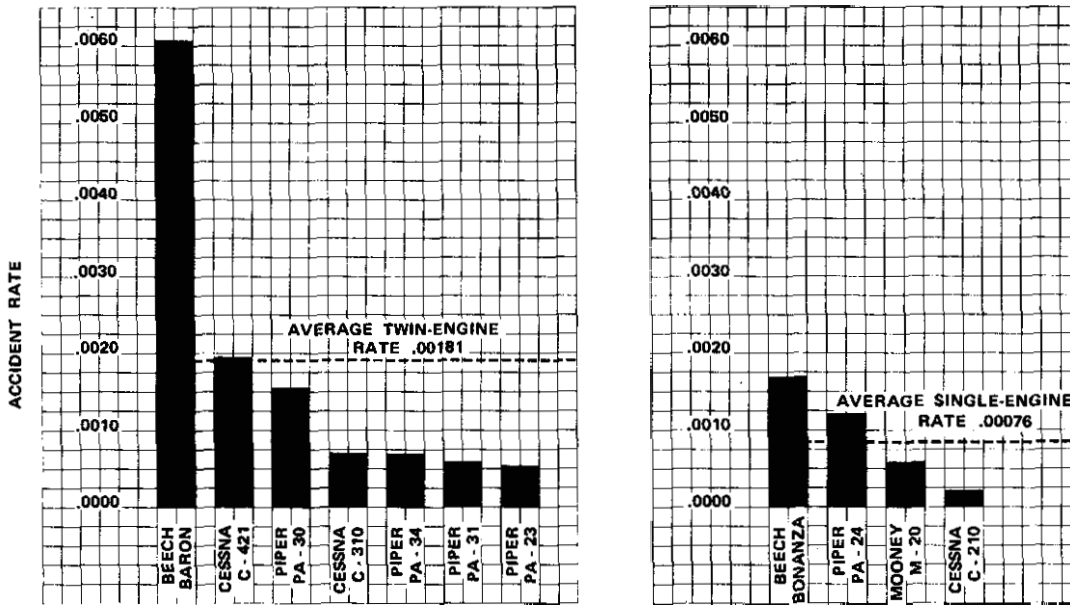 ACCIDENT RATE
.0060
.0050
.0040
.0030
.0020
.0010
.0000
AVERAGE TWIN-ENGINE
RATE .00181
BEECH
BARON
CESSNA
C - 421
PIPER
PA - 30
CESSNA
C - 310
PIPER
PA - 34
PIPER
PA - 31
PIPER
PA - 23
.0060
.0050
.0040
.0030
.0020
.0010
.0000
AVERAGE SINGLE-ENGINE
RATE .00076
BEECH
BONANZA
PIPER
PA - 24
MOONEY
M - 20
CESSNA
C - 210